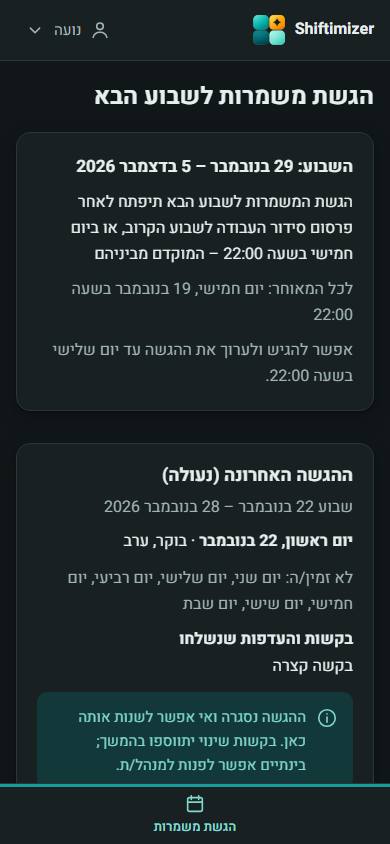 Shiftimizer
נועה
הגשת משמרות לשבוע הבא
השבוע: 29 בנובמבר – 5 בדצמבר 2026
הגשת המשמרות לשבוע הבא תיפתח לאחר
פרסום סידור העבודה לשבוע הקרוב, או ביום
חמישי בשעה 22:00 – המוקדם מביניהם
לכל המאוחר: יום חמישי, 19 בנובמבר בשעה
22:00
אפשר להגיש ולערוך את ההגשה עד יום שלישי
בשעה 22:00.
ההגשה האחרונה (נעולה)
שבוע 22 בנובמבר – 28 בנובמבר 2026
יום ראשון, 22 בנובמבר · בוקר, ערב
לא זמין/ה: יום שני, יום שלישי, יום רביעי, יום
חמישי, יום שישי, יום שבת
בקשות והעדפות שנשלחו
בקשה קצרה
ההגשה נסגרה ואי אפשר לשנות אותה
כאן. בקשות שינוי יתווספו בהמשך;
בינתיים אפשר לפנות למנהל/ת.
הגשת משמרות